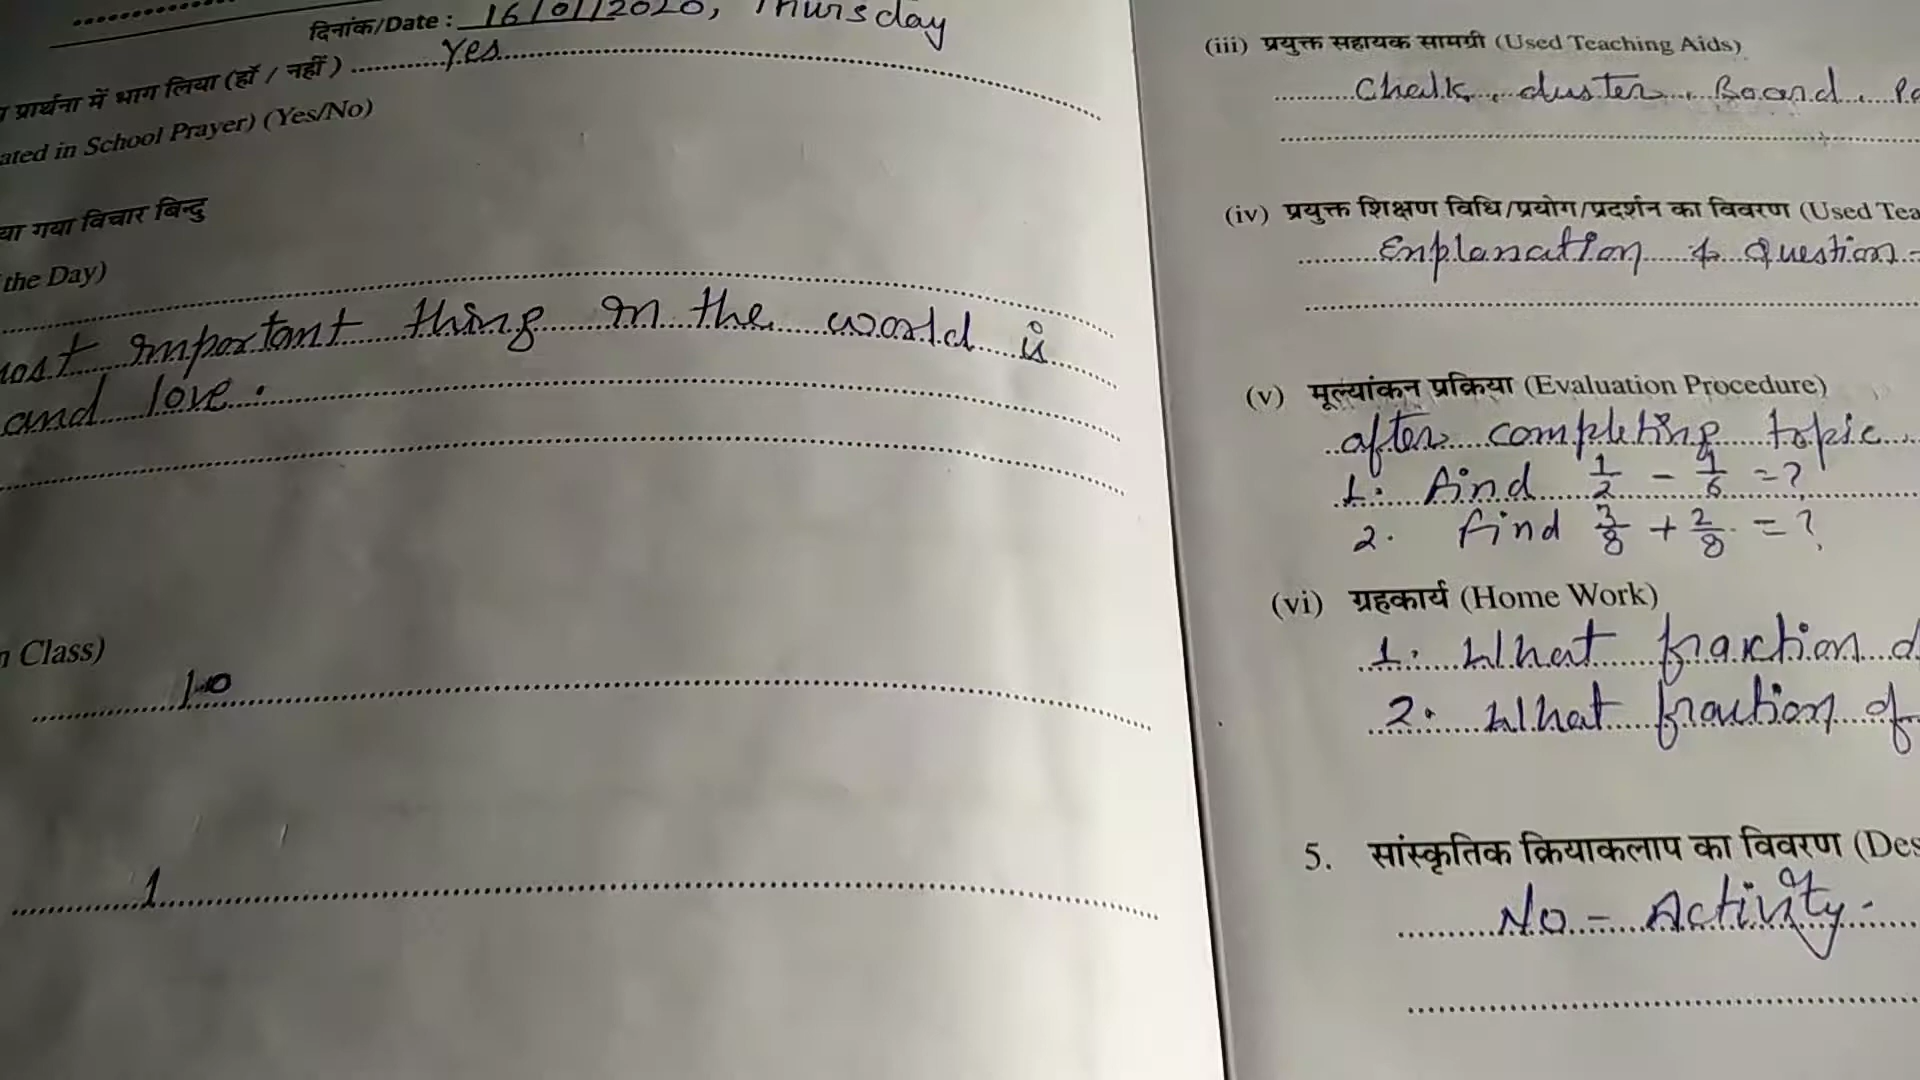 दिनांक/Date : 16/01/2020, Thursday
प्रार्थना में भाग लिया (हाँ / नहीं) Yes
ated in School Prayer) (Yes/No)
या गया विचार बिन्दु
the Day)
ost important thing in the world is
and love.
n Class)
10
1
(iii) प्रयुक्त सहायक सामग्री (Used Teaching Aids)
Chalk, duster, Board,
(iv) प्रयुक्त शिक्षण विधि/प्रयोग/प्रदर्शन का विवरण (Used Tea
Explanation & Question-
(v) मूल्यांकन प्रक्रिया (Evaluation Procedure)
after completing topic
1. find 1/2 - 1/6 = ?
2. find 3/8 + 2/8 = ?
(vi) ग्रहकार्य (Home Work)
1. What fraction
2. What fraction of
5. सांस्कृतिक क्रियाकलाप का विवरण (Des
No - Activity.